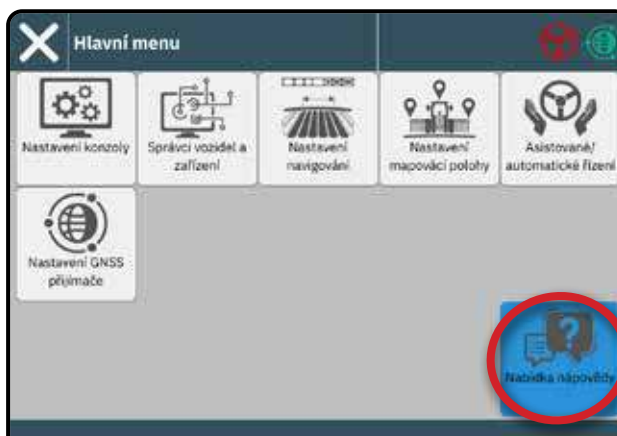 Hlavní menu
Nastavení konzoly
Správci vozidel a
zařízení
Nastavení
navigování
Nastavení
mapovácí polohy
Asistované/
automatické řízení
Nastavení GNSS
přijímače
Nabídka nápovědy